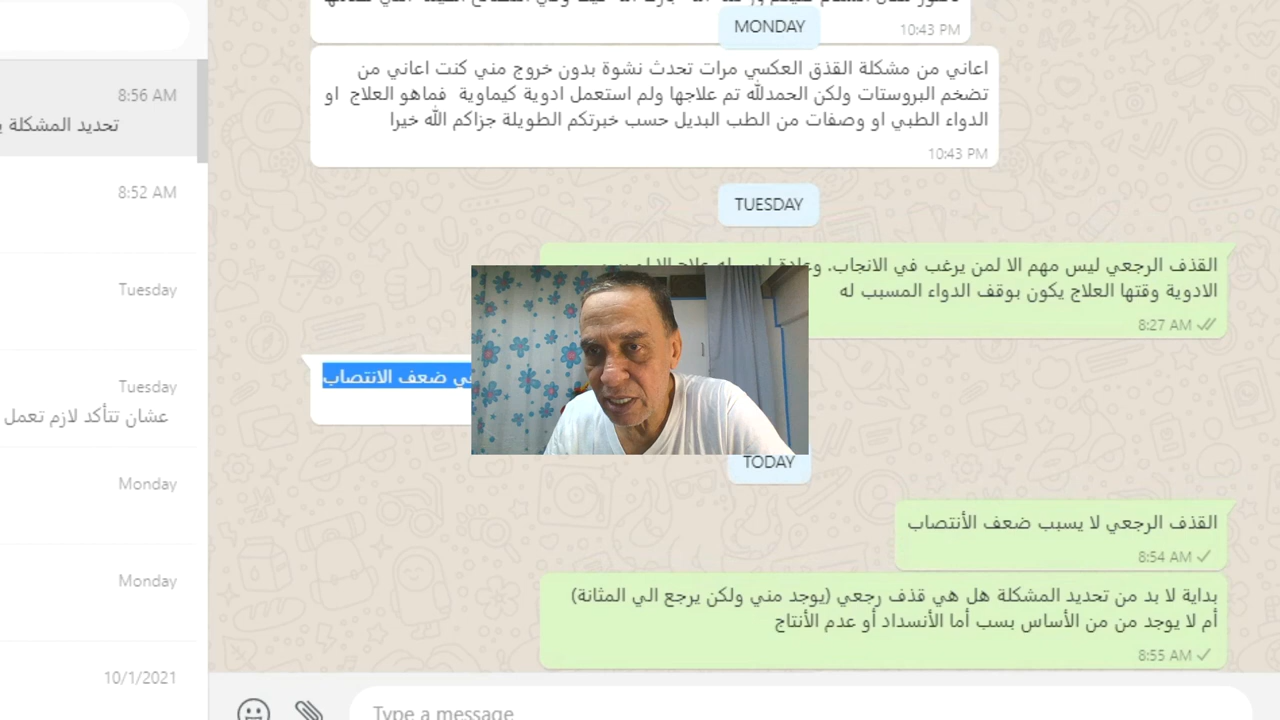 MONDAY
10:43 PM
اعاني من مشكلة القذق العكسي مرات تحدث نشوة بدون خروج مني كنت اعاني من
تضخم البروستات ولكن الحمدلله تم علاجها ولم استعمل ادوية كيماوية فماهو العلاج او
الدواء الطبي او وصفات من الطب البديل حسب خبرتكم الطويلة جزاكم الله خيرا
10:43 PM
TUESDAY
القذف الرجعي ليس مهم الا لمن يرغب في الانجاب.
الادوية وقتها العلاج يكون بوقف الدواء المسبب له
8:27 AM
ضعف الانتصاب
TODAY
القذف الرجعي لا يسبب ضعف الأنتصاب
8:54 AM
بداية لا بد من تحديد المشكلة هل هي قذف رجعي (يوجد مني ولكن يرجع الي المثانة)
أم لا يوجد من من الأساس بسب أما الأنسداد أو عدم الأنتاج
8:55 AM
Type a message
8:56 AM
تحديد المشكلة
8:52 AM
Tuesday
Tuesday
عشان تتأكد لازم تعمل
Monday
Monday
10/1/2021